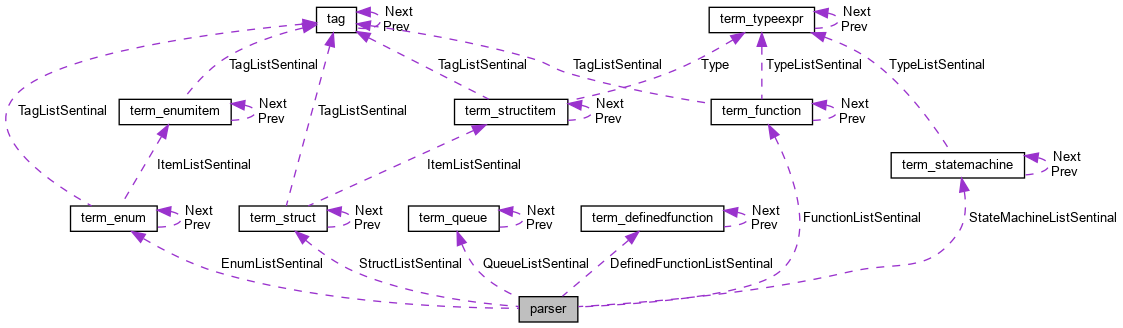 tag
Next
Prev
term_typeexpr
Next
Prev
TagListSentinal
TagListSentinal
TagListSentinal
Type
TypeListSentinal
TypeListSentinal
TagListSentinal
term_enumitem
Next
Prev
TagListSentinal
term_structitem
Next
Prev
term_function
Next
Prev
ItemListSentinal
ItemListSentinal
term_statemachine
Next
Prev
term_enum
Next
Prev
term_struct
Next
Prev
term_queue
Next
Prev
term_definedfunction
Next
Prev
FunctionListSentinal
StateMachineListSentinal
EnumListSentinal
StructListSentinal
QueueListSentinal
DefinedFunctionListSentinal
parser